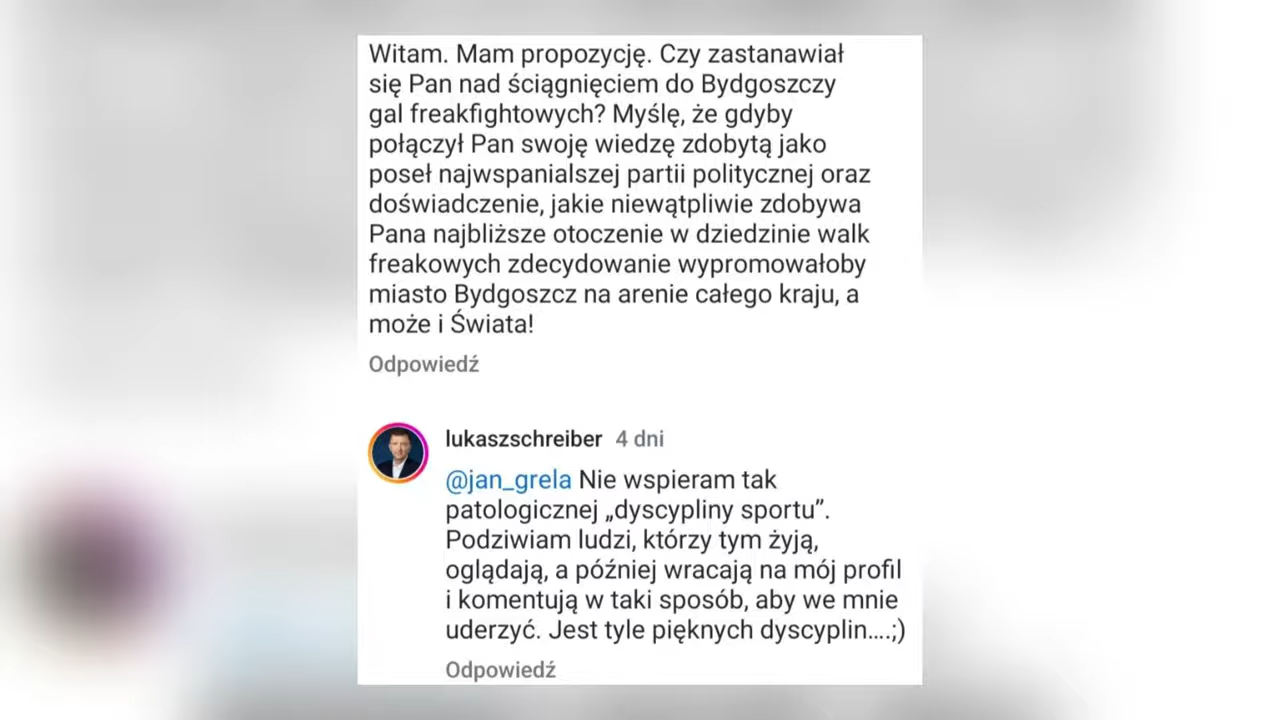 Witam. Mam propozycję. Czy zastanawiał
się Pan nad ściągnięciem do Bydgoszczy
gal freakfightowych? Myślę, że gdyby
połączył Pan swoję wiedzę zdobytą jako
poseł najwspanialszej partii politycznej oraz
doświadczenie, jakie niewątpliwie zdobywa
Pana najbliższe otoczenie w dziedzinie walk
freakowych zdecydowanie wypromowałoby
miasto Bydgoszcz na arenie całego kraju, a
może i Świata!
Odpowiedź
lukaszschreiber 4 dni
@jan_grela Nie wspieram tak
patologicznej „dyscypliny sportu”.
Podziwiam ludzi, którzy tym żyją,
oglądają, a później wracają na mój profil
i komentują w taki sposób, aby we mnie
uderzyć. Jest tyle pięknych dyscyplin....;)
Odpowiedź